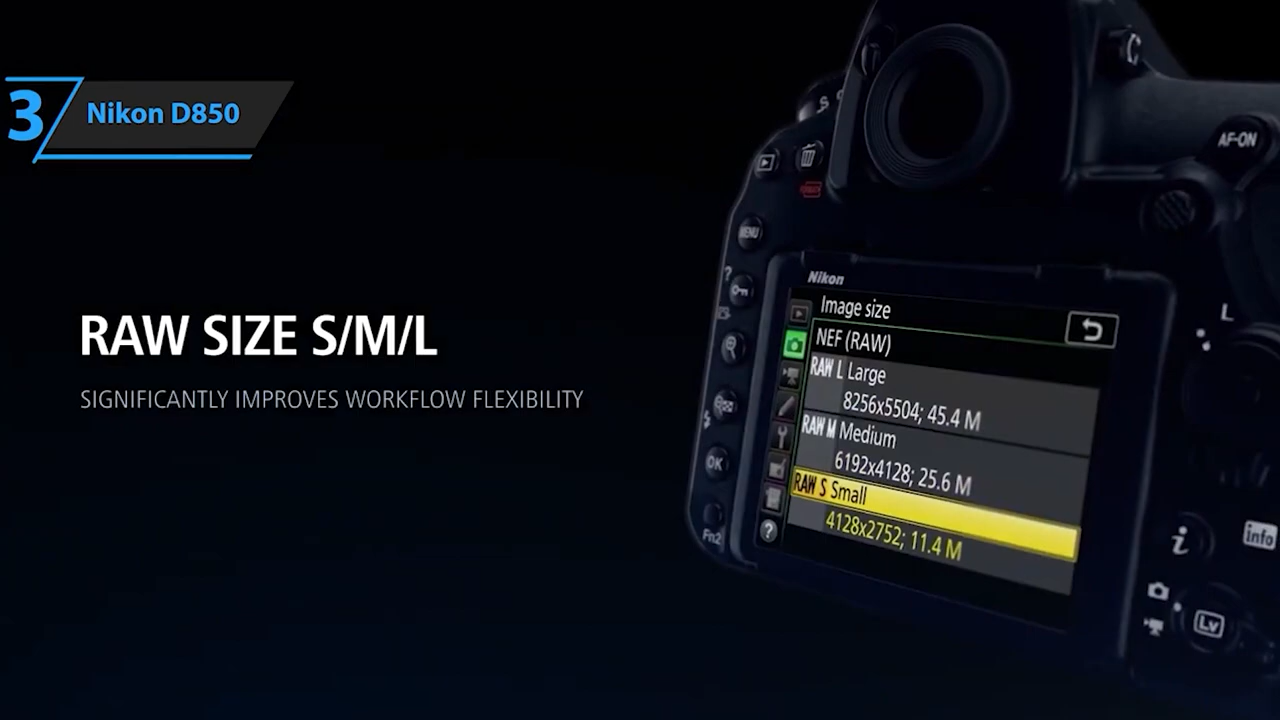 3
Nikon D850
RAW SIZE S/M/L
SIGNIFICANTLY IMPROVES WORKFLOW FLEXIBILITY
AF-ON
MENU
Nikon
Image size
NEF (RAW)
RAW L Large
8256x5504; 45.4 M
RAW M Medium
6192x4128; 25.6 M
RAW S Small
4128x2752; 11.4 M
?
?
OK
Fn2
L
i
info
Lv
S
C